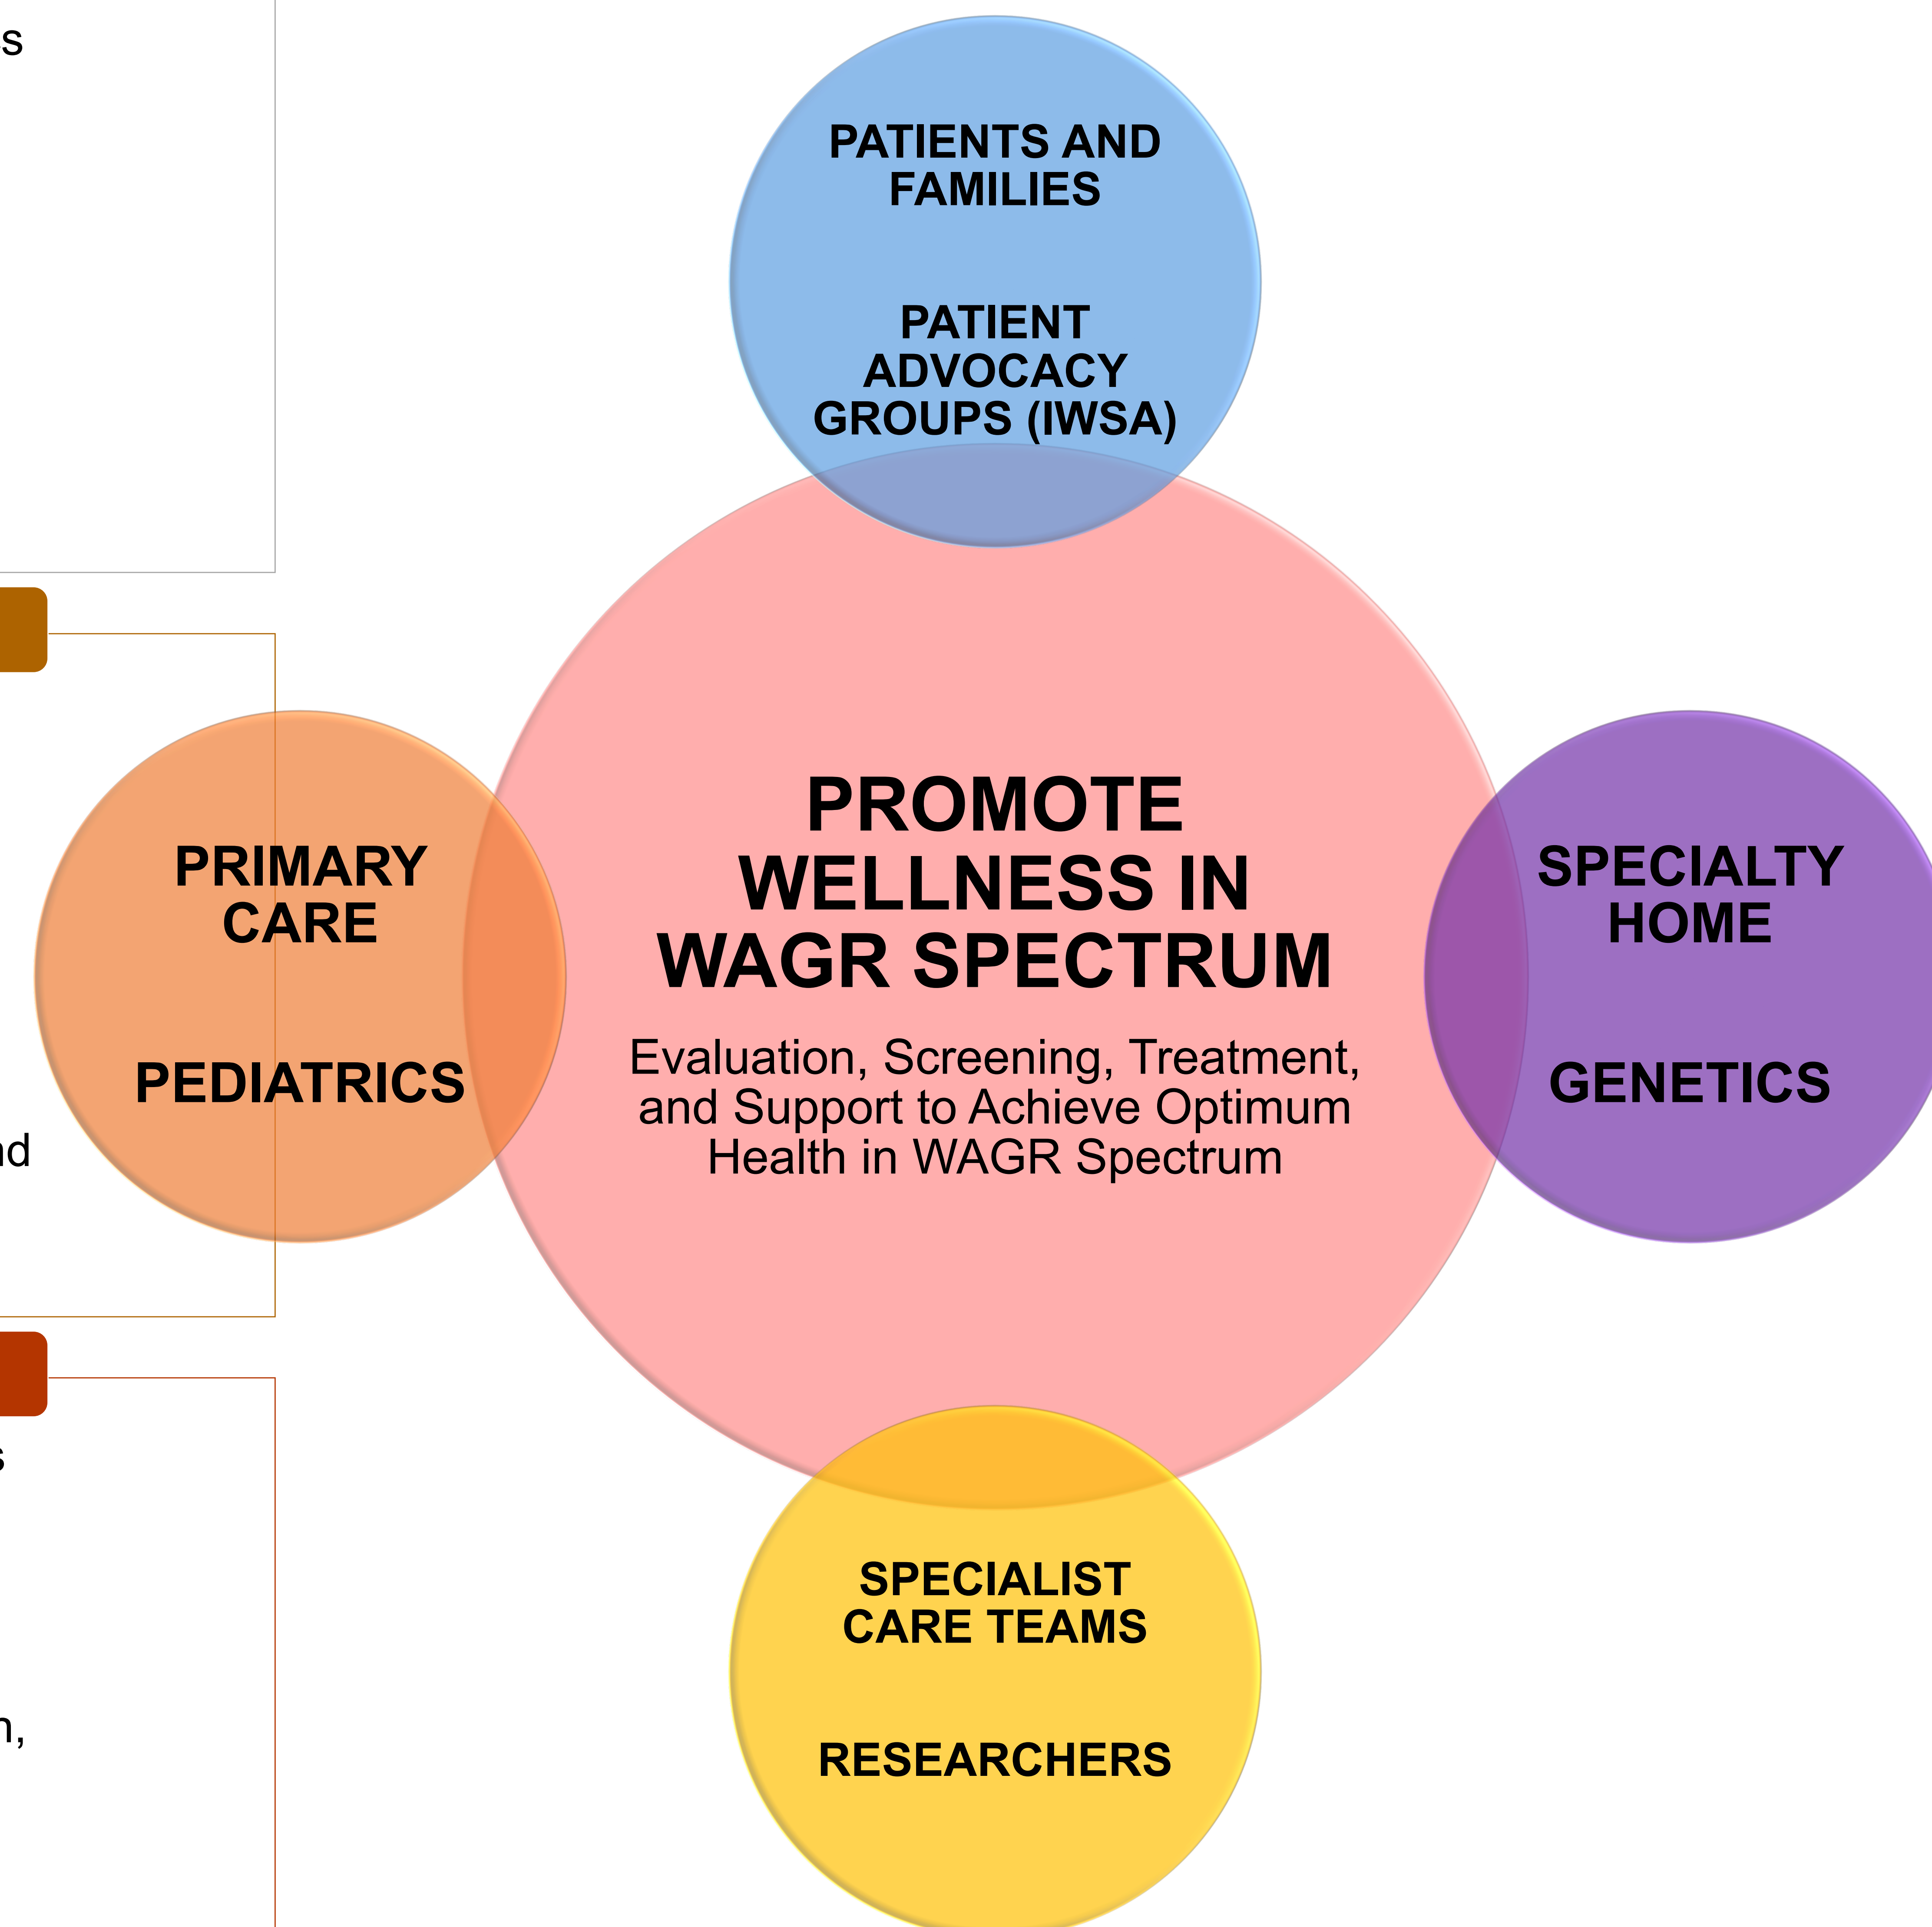 PATIENTS AND
FAMILIES
PATIENT
ADVOCACY
GROUPS (IWSA)
PRIMARY
CARE
PEDIATRICS
PROMOTE
WELLNESS IN
WAGR SPECTRUM
Evaluation, Screening, Treatment,
and Support to Achieve Optimum
Health in WAGR Spectrum
SPECIALTY
HOME
GENETICS
SPECIALIST
CARE TEAMS
RESEARCHERS